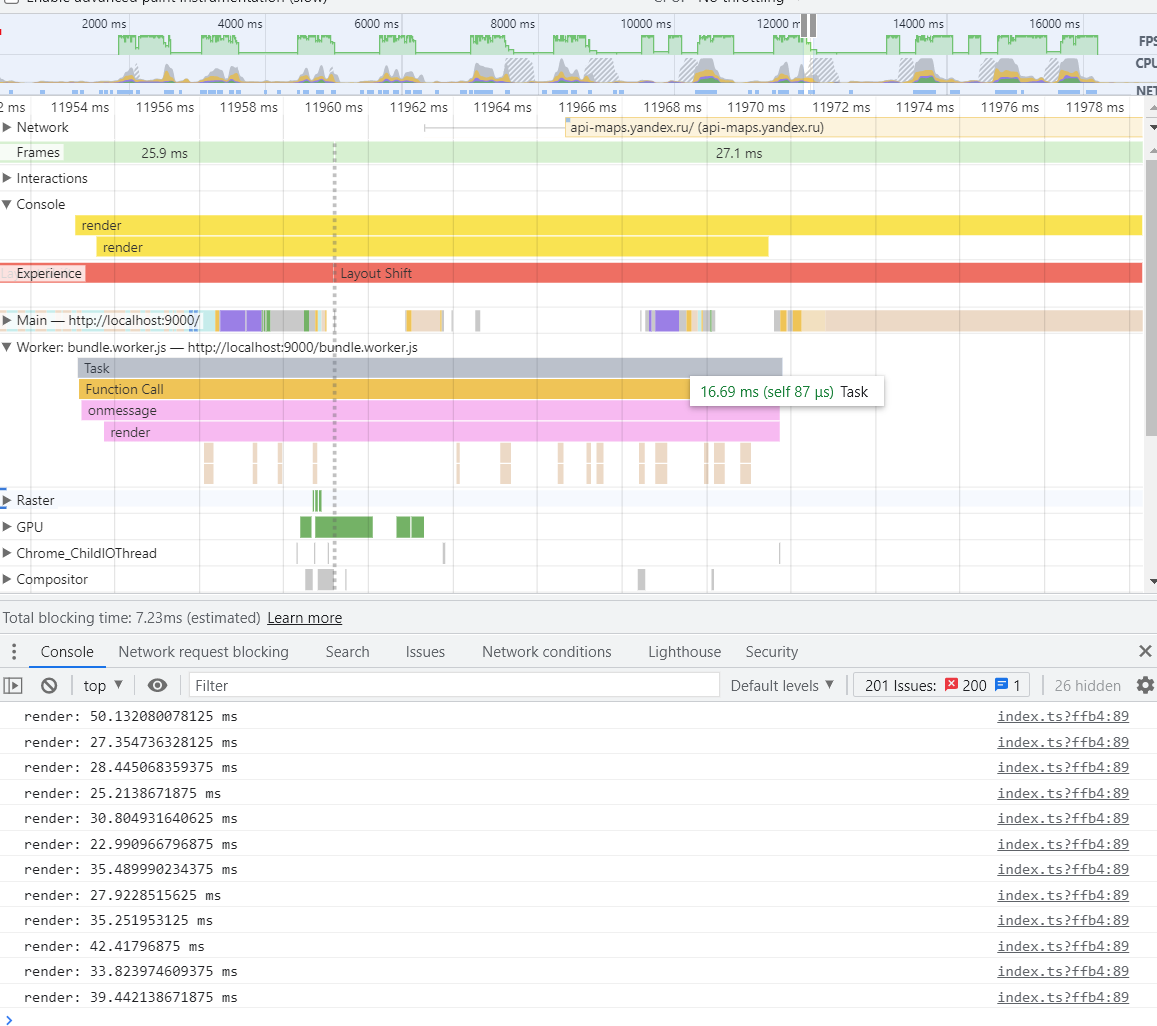 Enable advanced paint instrumentation (slow)
CPU: No throttling
2000 ms 4000 ms 6000 ms 8000 ms 10000 ms 12000 m 14000 ms 16000 ms
FPS
CPU
NET
2 ms 11954 ms 11956 ms 11958 ms 11960 ms 11962 ms 11964 ms 11966 ms 11968 ms 11970 ms 11972 ms 11974 ms 11976 ms 11978 ms
Network api-maps.yandex.ru/ (api-maps.yandex.ru)
Frames 25.9 ms 27.1 ms
Interactions
Console
render
render
Experience Layout Shift
Main — http://localhost:9000/
Worker: bundle.worker.js — http://localhost:9000/bundle.worker.js
Task
Function Call
16.69 ms (self 87 μs) Task
onmessage
render
Raster
GPU
Chrome_ChildIOThread
Compositor
Total blocking time: 7.23ms (estimated) Learn more
Console Network request blocking Search Issues Network conditions Lighthouse Security
top Filter Default levels 201 Issues: 200 1 26 hidden
render: 50.132080078125 ms index.ts?ffb4:89
render: 27.354736328125 ms index.ts?ffb4:89
render: 28.445068359375 ms index.ts?ffb4:89
render: 25.2138671875 ms index.ts?ffb4:89
render: 30.804931640625 ms index.ts?ffb4:89
render: 22.990966796875 ms index.ts?ffb4:89
render: 35.489990234375 ms index.ts?ffb4:89
render: 27.9228515625 ms index.ts?ffb4:89
render: 35.251953125 ms index.ts?ffb4:89
render: 42.41796875 ms index.ts?ffb4:89
render: 33.823974609375 ms index.ts?ffb4:89
render: 39.442138671875 ms index.ts?ffb4:89